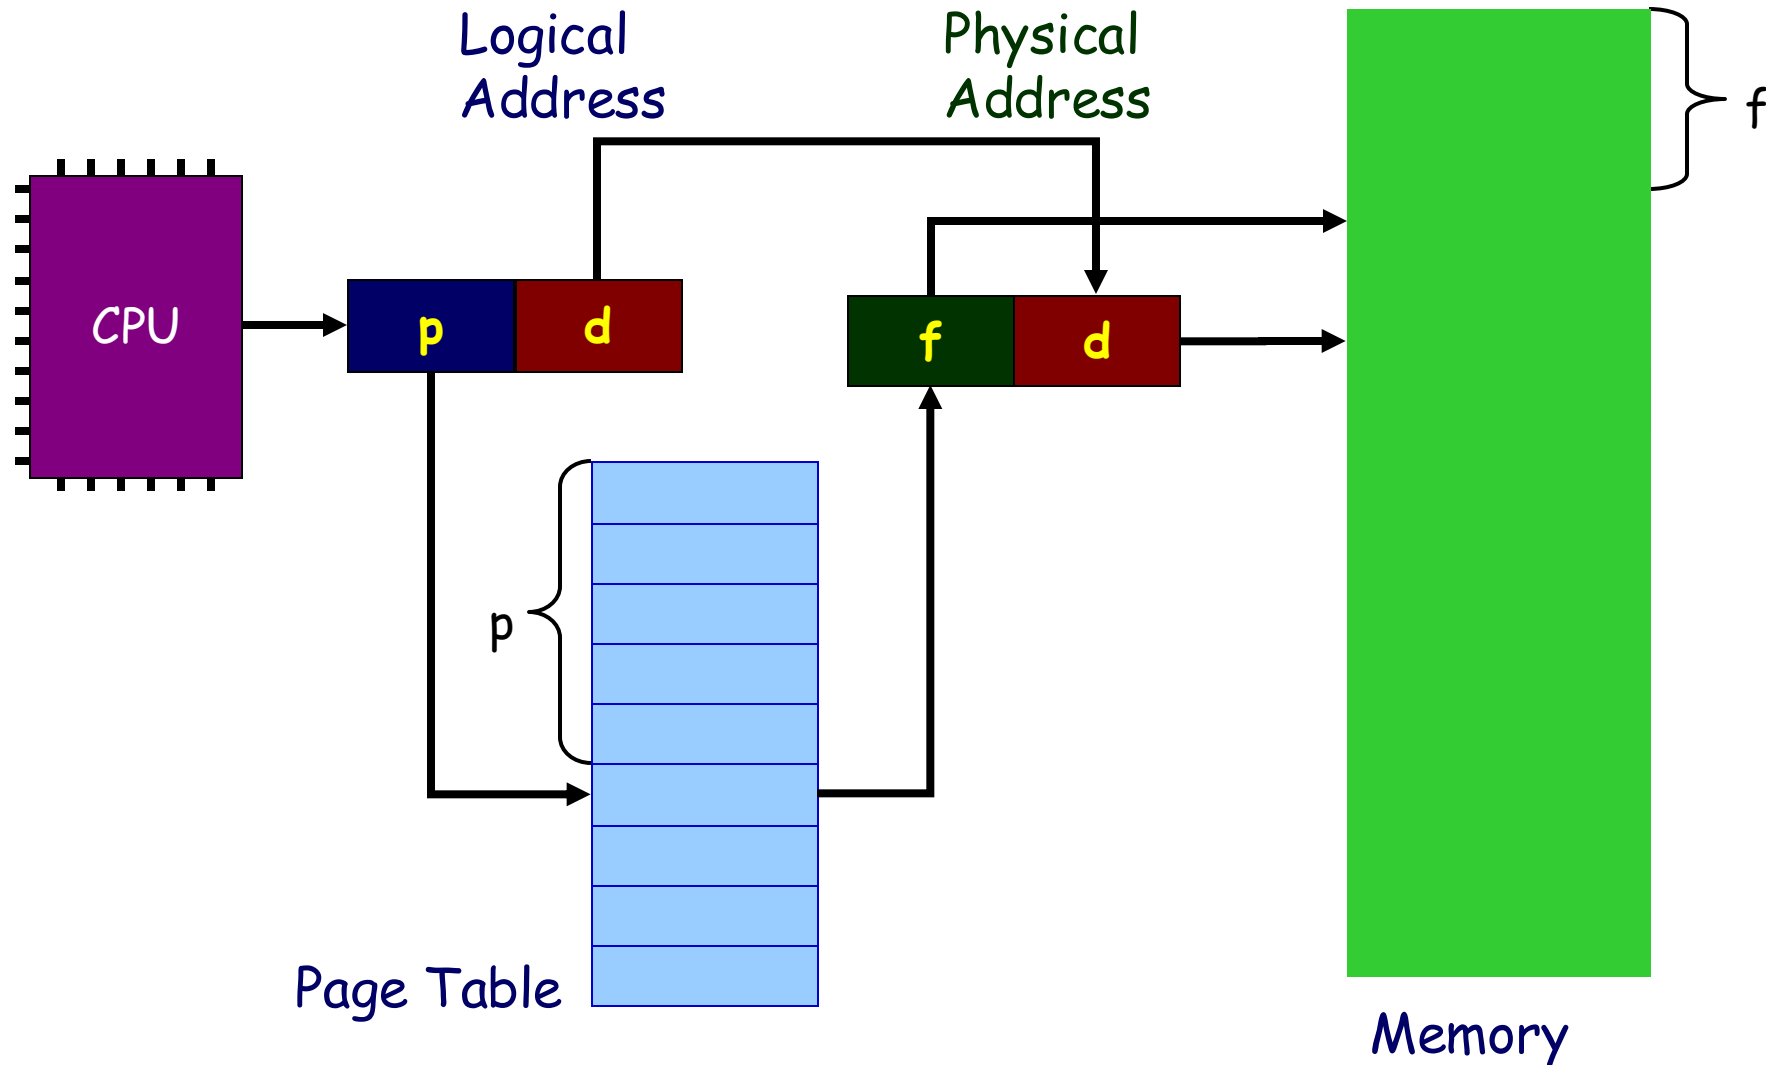 Logical
Address
Physical
Address
f
CPU
p
d
f
d
p
Page Table
Memory